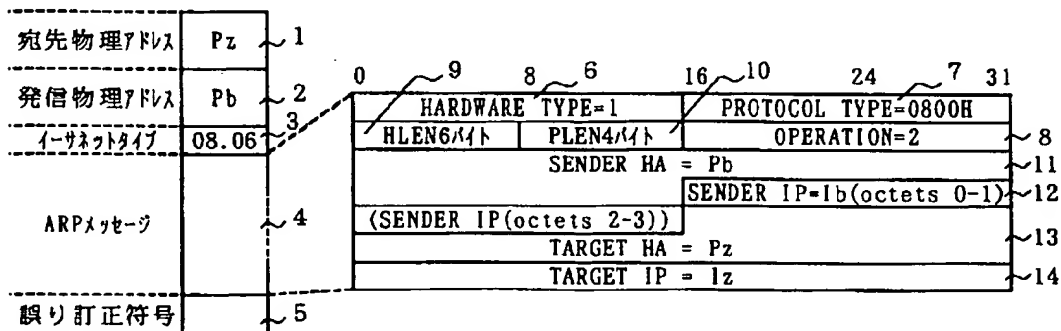 宛先物理アドレス Pz 1
発信物理アドレス Pb 2
イーサネットタイプ 08.06 3
ARPメッセージ 4
誤り訂正符号 5
0 9 8 6 16 10 24 7 31
HARDWARE TYPE=1 PROTOCOL TYPE=0800H
HLEN6バイト PLEN4バイト OPERATION=2 8
SENDER HA = Pb 11
SENDER IP=Ib(octets 0-1) 12
(SENDER IP(octets 2-3)) 13
TARGET HA = Pz
TARGET IP = Iz 14